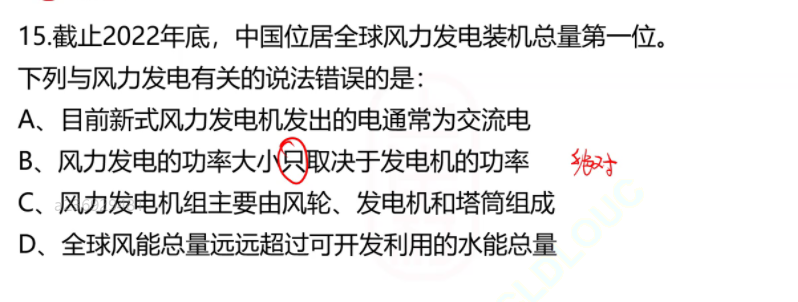 15.截止2022年底，中国位居全球风力发电装机总量第一位。
下列与风力发电有关的说法错误的是：
A、目前新式风力发电机发出的电通常为交流电
B、风力发电的功率大小只取决于发电机的功率 绝对
C、风力发电机组主要由风轮、发电机和塔筒组成
D、全球风能总量远远超过可开发利用的水能总量